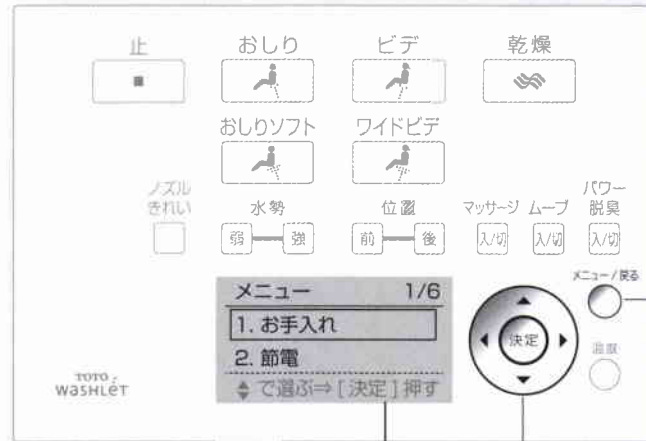 止
おしり
ビデ
乾燥
おしりソフト
ワイドビデ
ノズル
きれい
水勢
弱
強
位置
前
後
マッサージ
入/切
ムーブ
入/切
パワー
脱臭
入/切
メニュー/戻る
決定
温度
メニュー 1/6
1. お手入れ
2. 節電
で選ぶ⇒[決定]押す
TOTO
WASHLET